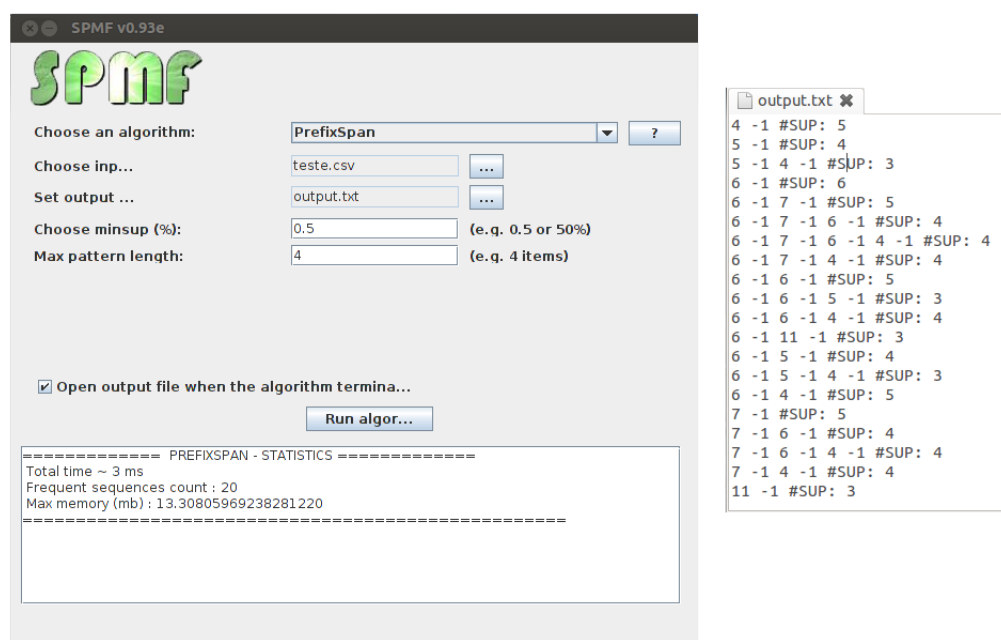 SPMF v0.93e
SPMF
Choose an algorithm:
PrefixSpan
?
Choose inp...
teste.csv
...
Set output ...
output.txt
...
Choose minsup (%):
0.5
(e.g. 0.5 or 50%)
Max pattern length:
4
(e.g. 4 items)
Open output file when the algorithm termina...
Run algor...
============= PREFIXSPAN - STATISTICS =============
Total time ~ 3 ms
Frequent sequences count : 20
Max memory (mb) : 13.30805969238281220
===================================================
output.txt
4 -1 #SUP: 5
5 -1 #SUP: 4
5 -1 4 -1 #SUP: 3
6 -1 #SUP: 6
6 -1 7 -1 #SUP: 5
6 -1 7 -1 6 -1 #SUP: 4
6 -1 7 -1 6 -1 4 -1 #SUP: 4
6 -1 7 -1 4 -1 #SUP: 4
6 -1 6 -1 #SUP: 5
6 -1 6 -1 5 -1 #SUP: 3
6 -1 6 -1 4 -1 #SUP: 4
6 -1 11 -1 #SUP: 3
6 -1 5 -1 #SUP: 4
6 -1 5 -1 4 -1 #SUP: 3
6 -1 4 -1 #SUP: 5
7 -1 #SUP: 5
7 -1 6 -1 #SUP: 4
7 -1 6 -1 4 -1 #SUP: 4
7 -1 4 -1 #SUP: 4
11 -1 #SUP: 3